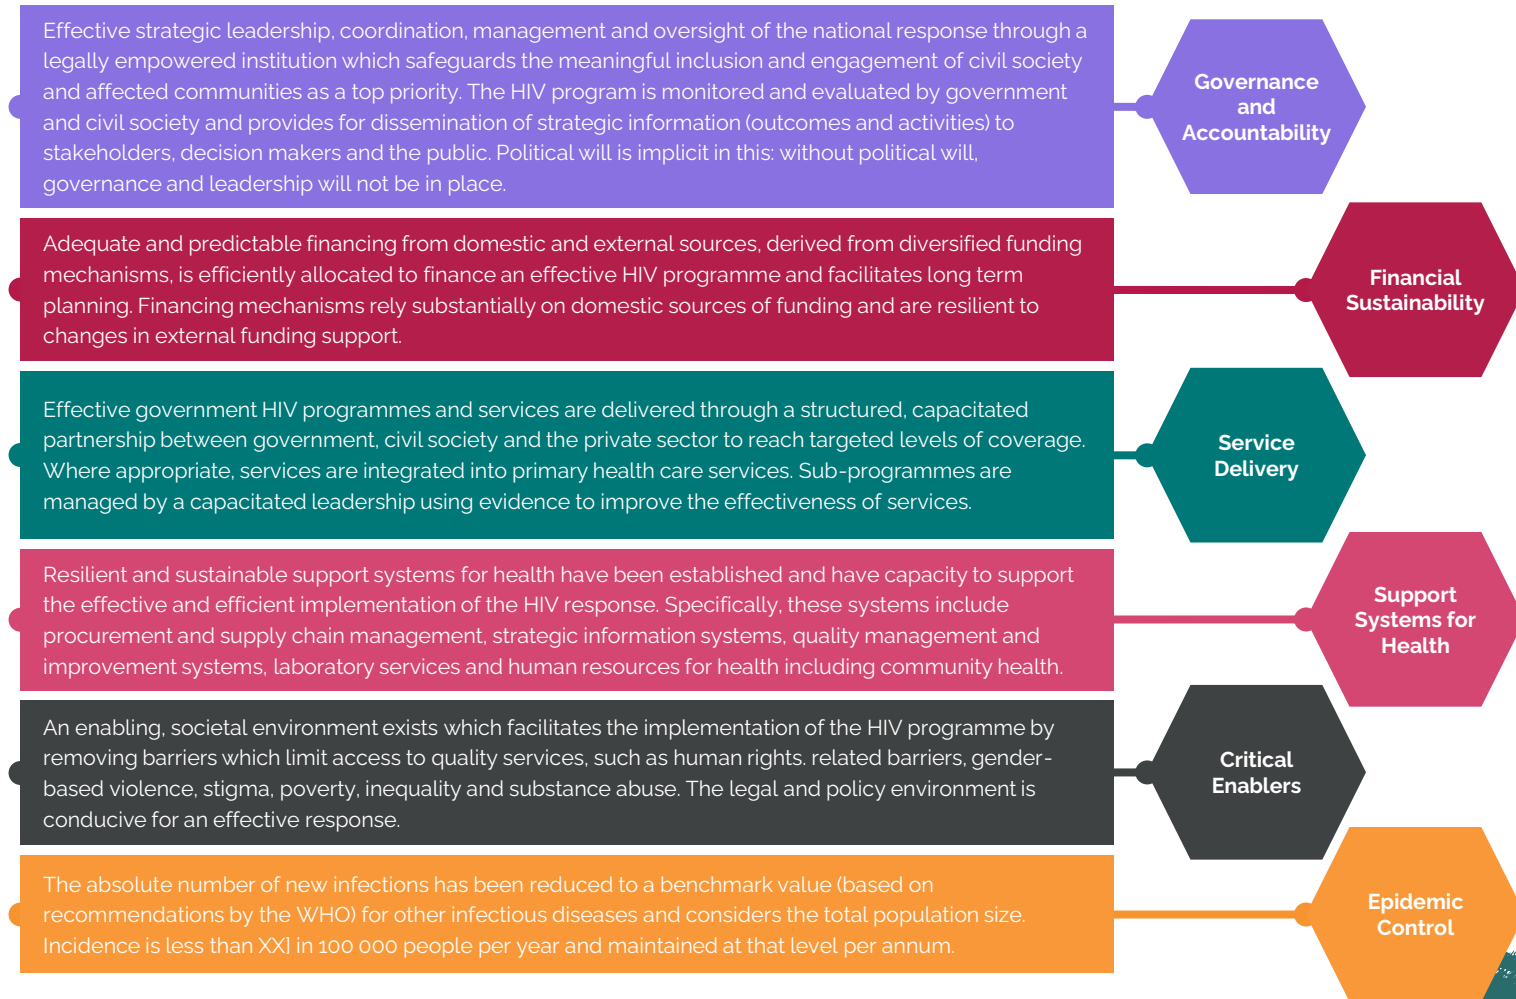 Effective strategic leadership, coordination, management and oversight of the national response through a
legally empowered institution which safeguards the meaningful inclusion and engagement of civil society
and affected communities as a top priority. The HIV program is monitored and evaluated by government
and civil society and provides for dissemination of strategic information (outcomes and activities) to
stakeholders, decision makers and the public. Political will is implicit in this: without political will,
governance and leadership will not be in place.
Governance
and
Accountability
Adequate and predictable financing from domestic and external sources, derived from diversified funding
mechanisms, is efficiently allocated to finance an effective HIV programme and facilitates long term
planning. Financing mechanisms rely substantially on domestic sources of funding and are resilient to
changes in external funding support.
Financial
Sustainability
Effective government HIV programmes and services are delivered through a structured, capacitated
partnership between government, civil society and the private sector to reach targeted levels of coverage.
Where appropriate, services are integrated into primary health care services. Sub-programmes are
managed by a capacitated leadership using evidence to improve the effectiveness of services.
Service
Delivery
Resilient and sustainable support systems for health have been established and have capacity to support
the effective and efficient implementation of the HIV response. Specifically, these systems include
procurement and supply chain management, strategic information systems, quality management and
improvement systems, laboratory services and human resources for health including community health.
Support
Systems for
Health
An enabling, societal environment exists which facilitates the implementation of the HIV programme by
removing barriers which limit access to quality services, such as human rights. related barriers, gender-
based violence, stigma, poverty, inequality and substance abuse. The legal and policy environment is
conducive for an effective response.
Critical
Enablers
The absolute number of new infections has been reduced to a benchmark value (based on
recommendations by the WHO) for other infectious diseases and considers the total population size.
Incidence is less than XX] in 100 000 people per year and maintained at that level per annum.
Epidemic
Control